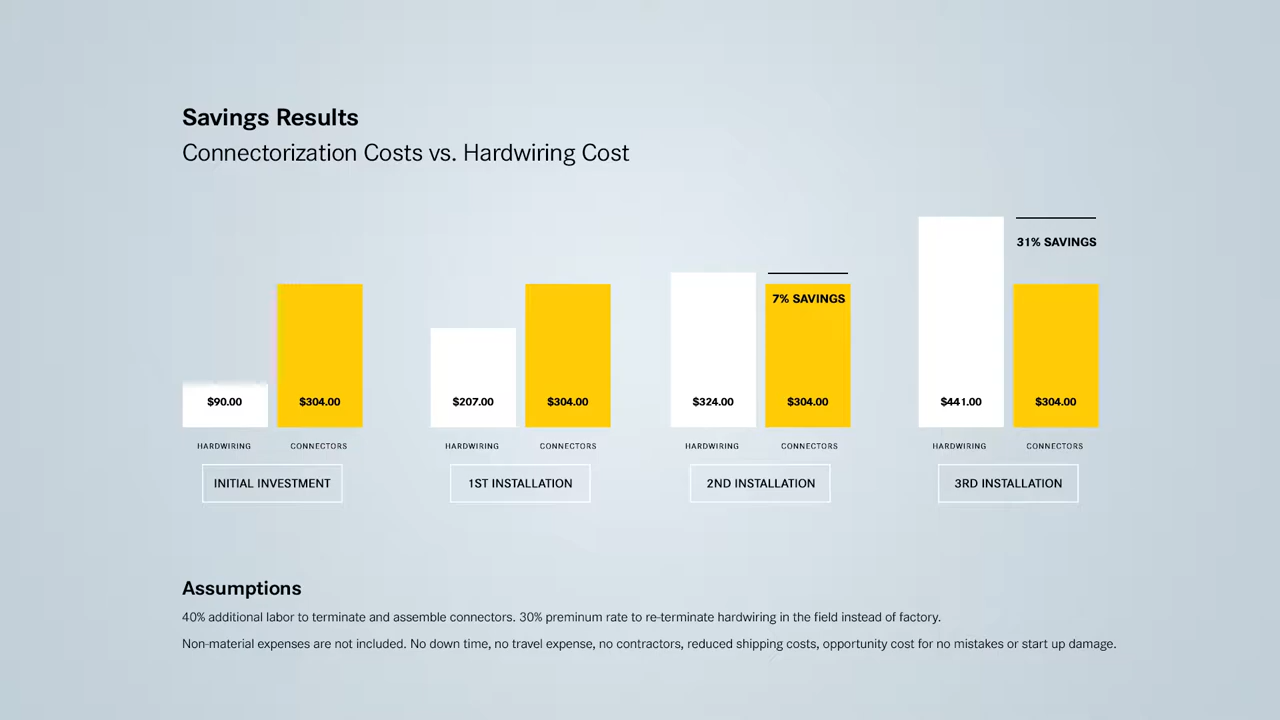 Savings Results
Connectorization Costs vs. Hardwiring Cost
31% SAVINGS
7% SAVINGS
$90.00 $304.00 $207.00 $304.00 $324.00 $304.00 $441.00 $304.00
HARDWIRING CONNECTORS HARDWIRING CONNECTORS HARDWIRING CONNECTORS HARDWIRING CONNECTORS
INITIAL INVESTMENT 1ST INSTALLATION 2ND INSTALLATION 3RD INSTALLATION
Assumptions
40% additional labor to terminate and assemble connectors. 30% preminum rate to re-terminate hardwiring in the field instead of factory.
Non-material expenses are not included. No down time, no travel expense, no contractors, reduced shipping costs, opportunity cost for no mistakes or start up damage.